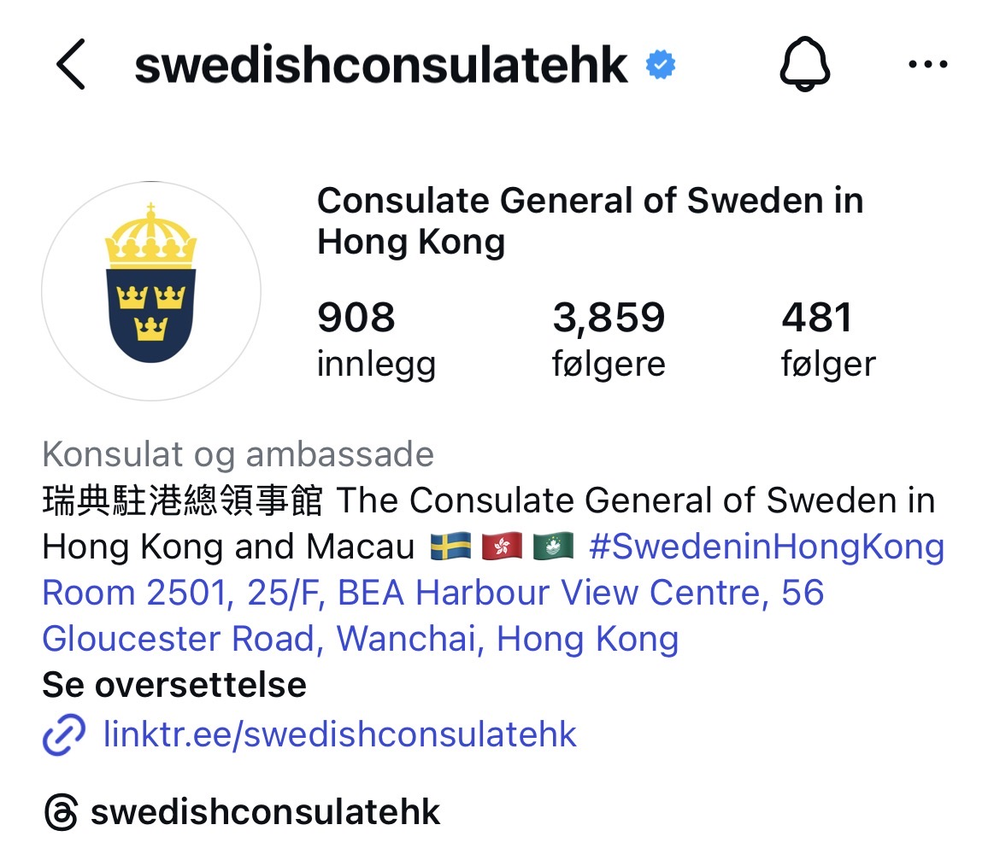 swedishconsulatehk
Consulate General of Sweden in
Hong Kong
908 3,859 481
innlegg følgere følger
Konsulat og ambassade
瑞典駐港總領事館 The Consulate General of Sweden in
Hong Kong and Macau 🇸🇪 🇭🇰 🇲🇴 #SwedeninHongKong
Room 2501, 25/F, BEA Harbour View Centre, 56
Gloucester Road, Wanchai, Hong Kong
Se oversettelse
linktr.ee/swedishconsulatehk
swedishconsulatehk